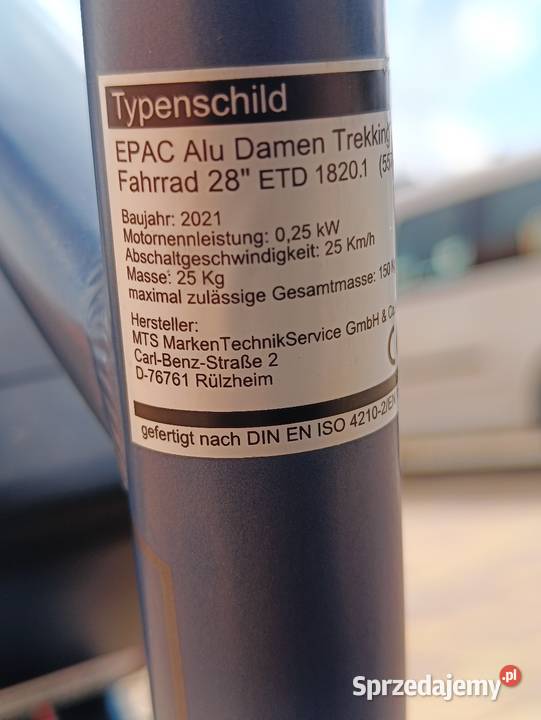 Typenschild
EPAC Alu Damen Trekking
Fahrrad 28" ETD 1820.1 (55
Baujahr: 2021
Motornennleistung: 0,25 kW
Abschaltgeschwindigkeit: 25 Km/h
Masse: 25 Kg
maximal zulässige Gesamtmasse: 150
Hersteller:
MTS MarkenTechnikService GmbH & Co
Carl-Benz-Straße 2
D-76761 Rülzheim
gefertigt nach DIN EN ISO 4210-2/EN
Sprzedajemy.pl